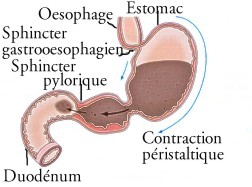 Oesophage
Estomac
Sphincter
gastrooesophagien
Sphincter
pylorique
Contraction
péristaltique
Duodénum